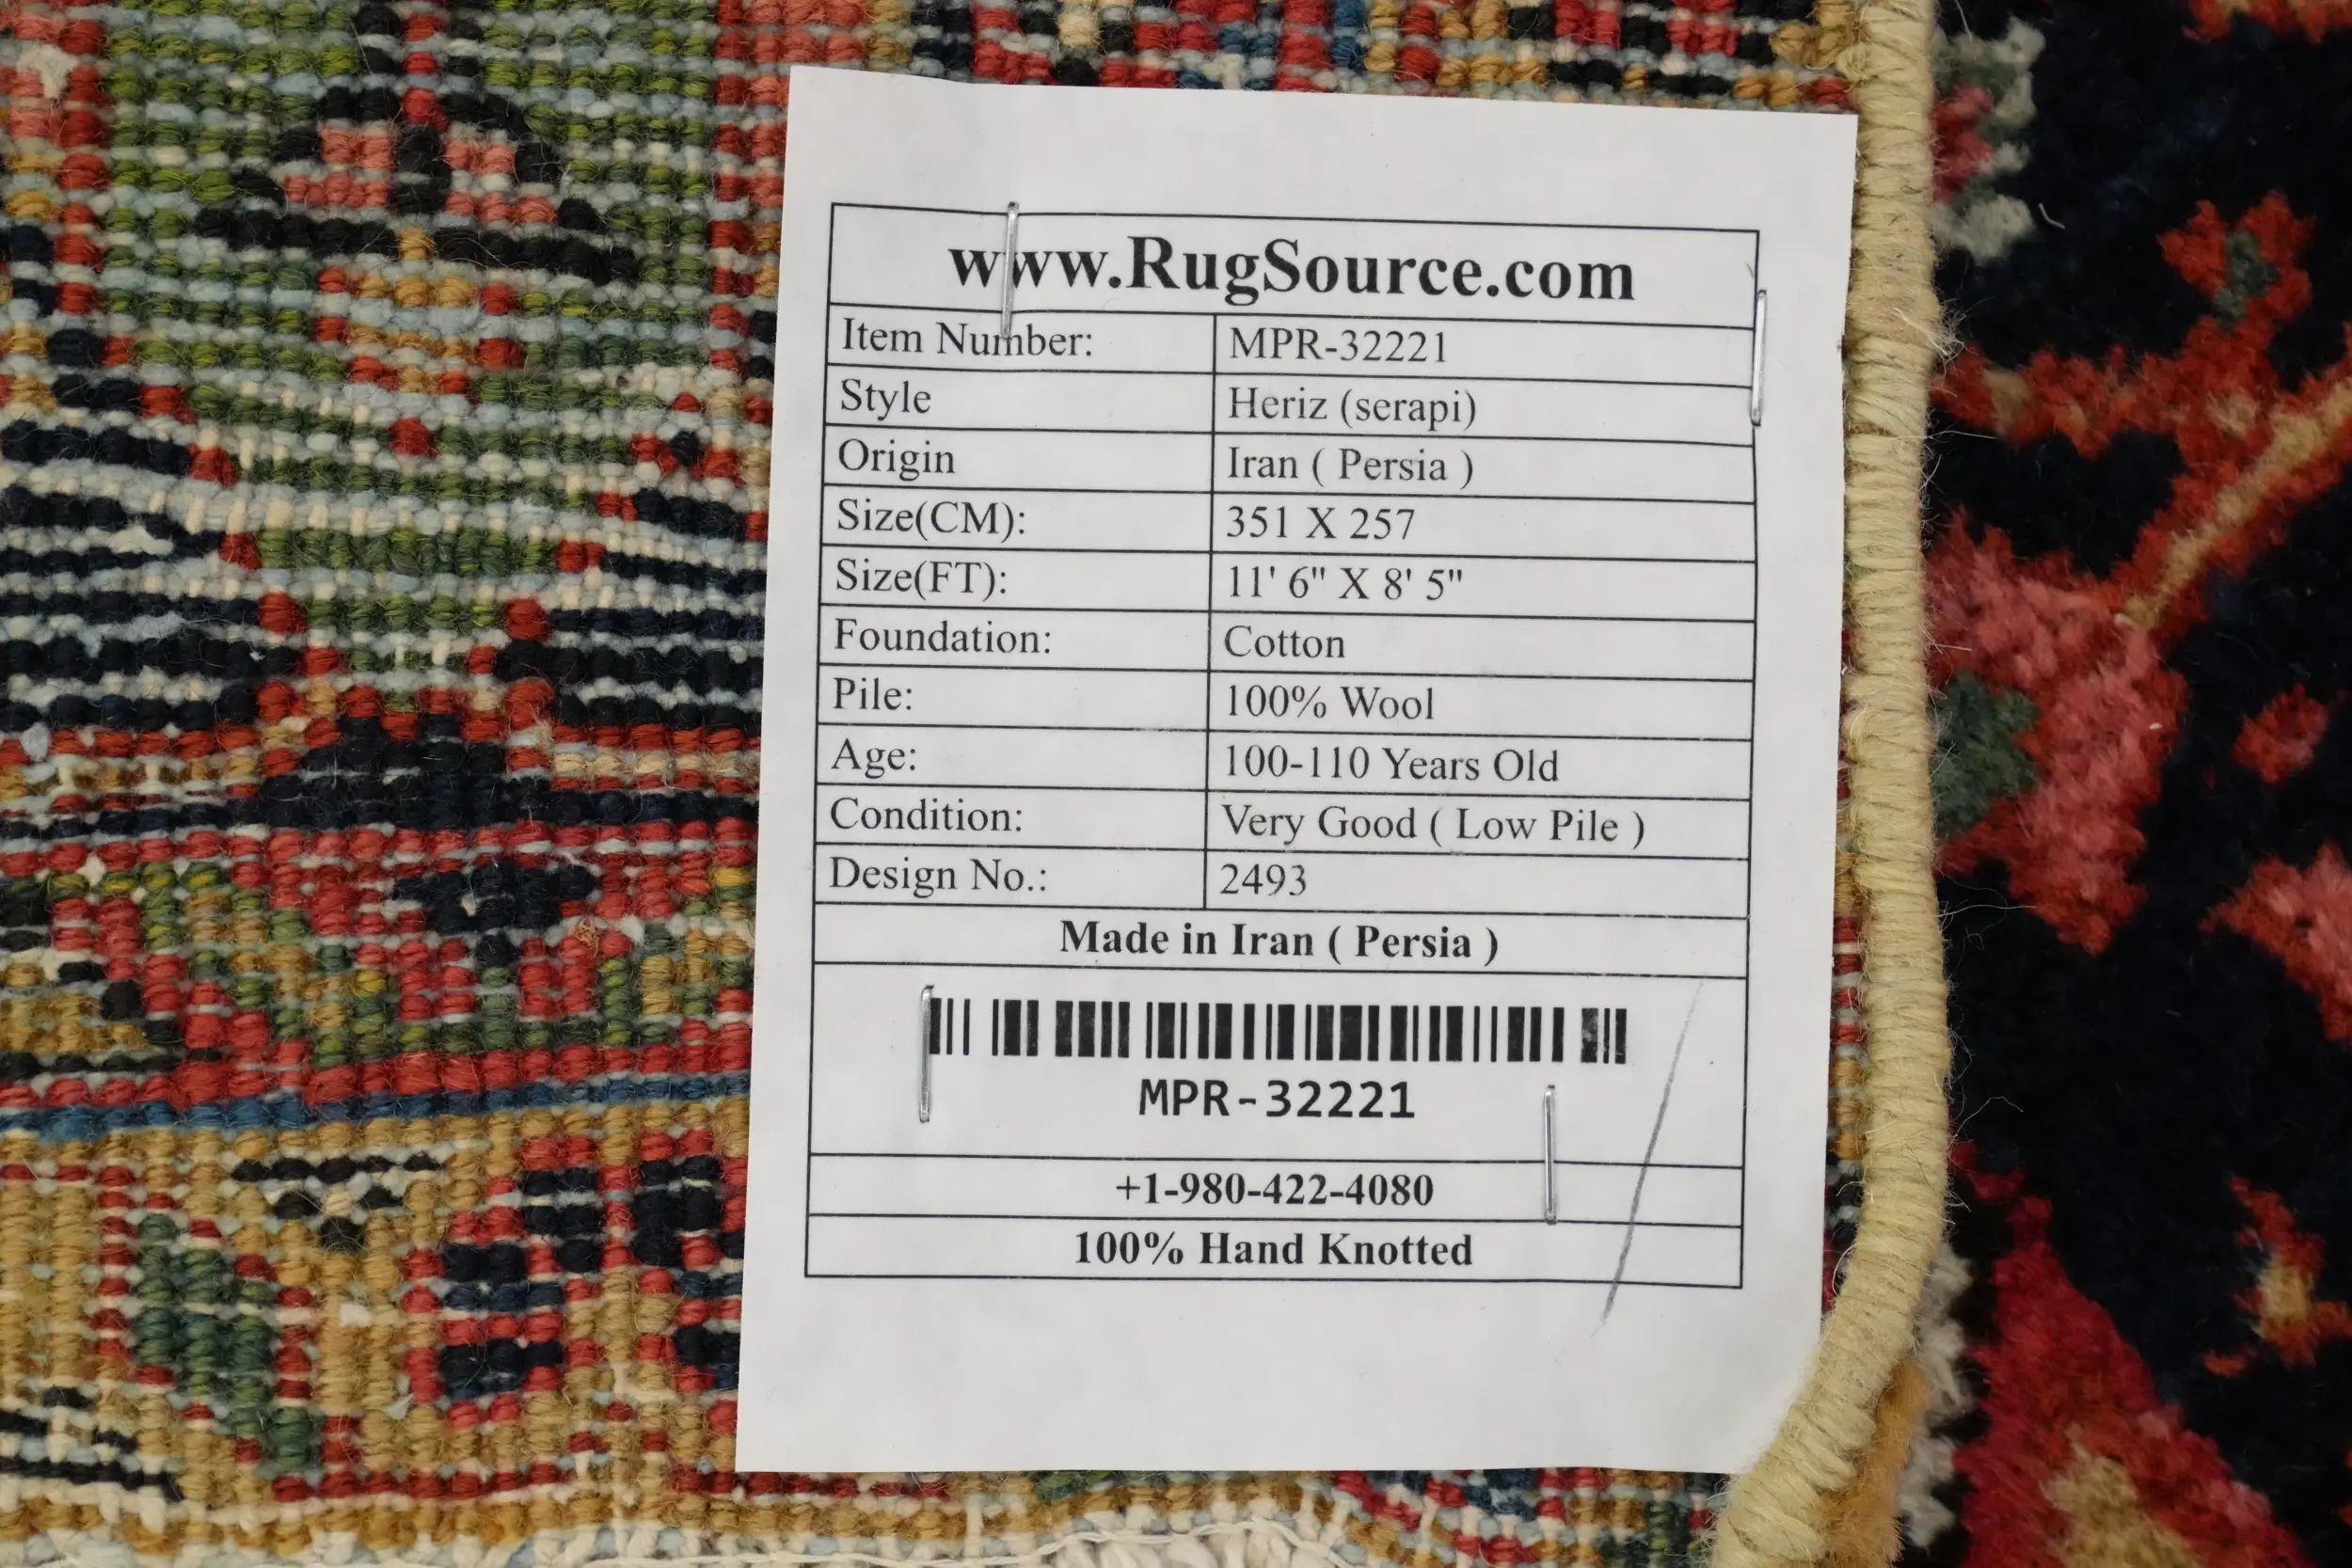 www.RugSource.com
Item Number: MPR-32221
Style Heriz (serapi)
Origin Iran ( Persia )
Size(CM): 351 X 257
Size(FT): 11' 6" X 8' 5"
Foundation: Cotton
Pile: 100% Wool
Age: 100-110 Years Old
Condition: Very Good ( Low Pile )
Design No.: 2493
Made in Iran ( Persia )
MPR-32221
+1-980-422-4080
100% Hand Knotted